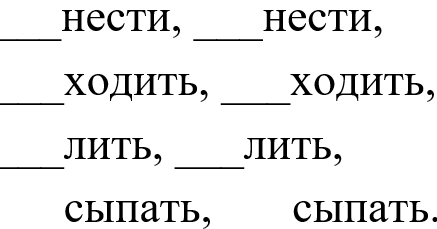 ___нести, ___нести,
___ходить, ___ходить,
___лить, ___лить,
сыпать, сыпать.